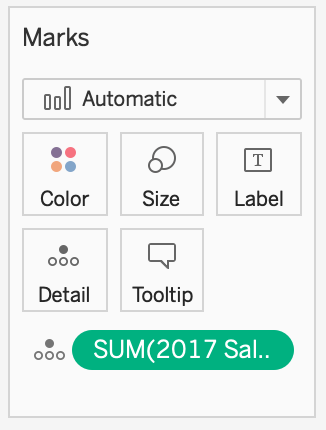 Marks
Automatic
Color Size Label
Detail Tooltip
SUM(2017 Sal..